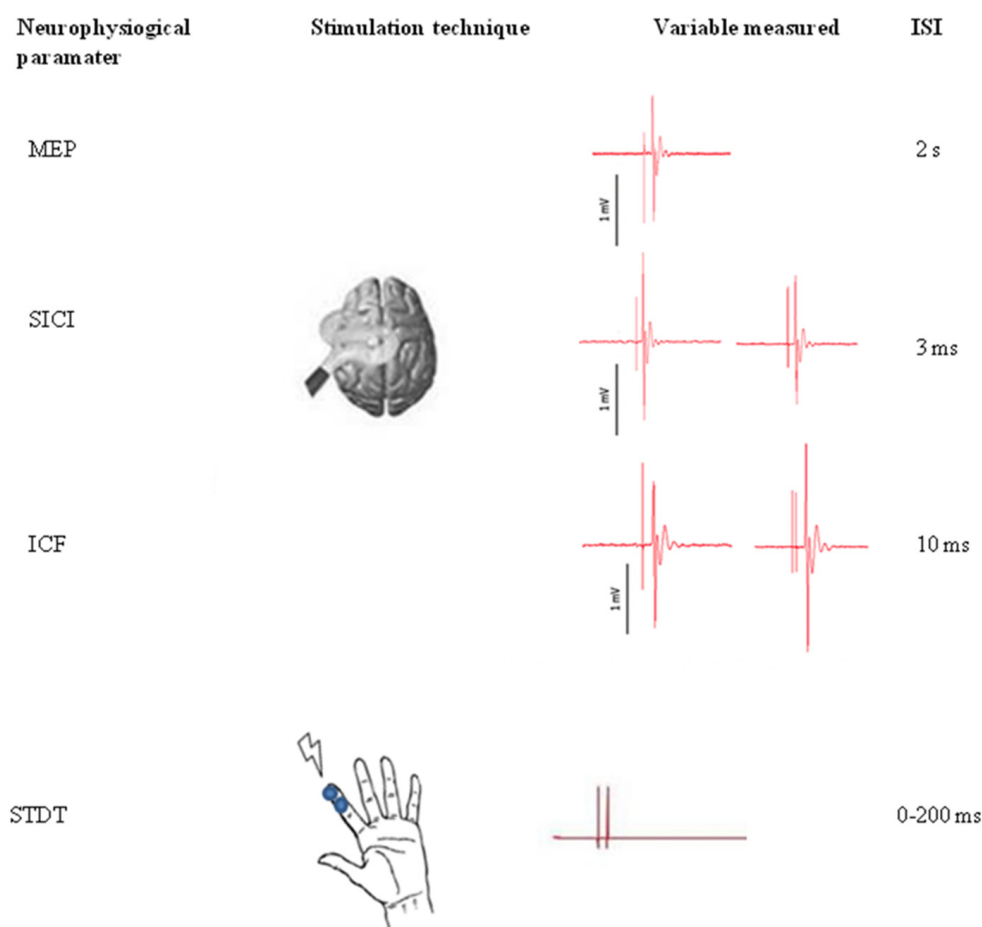 Neurophysiogical paramater Stimulation technique Variable measured ISI
MEP 2 s
1 mV
SICI 3 ms
1 mV
ICF 10 ms
1 mV
STDT 0-200 ms